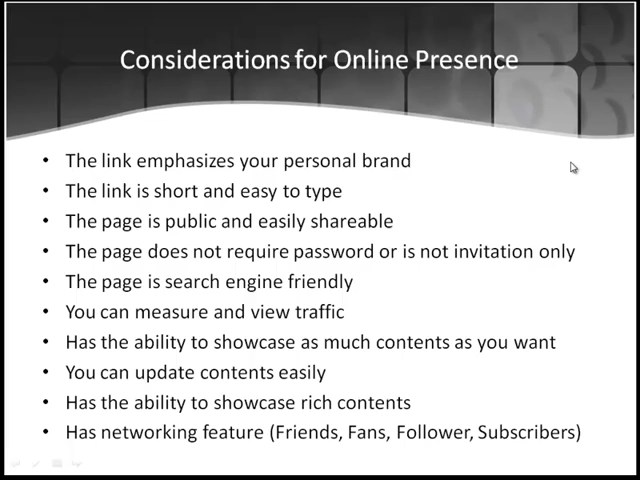 Considerations for Online Presence
• The link emphasizes your personal brand
• The link is short and easy to type
• The page is public and easily shareable
• The page does not require password or is not invitation only
• The page is search engine friendly
• You can measure and view traffic
• Has the ability to showcase as much contents as you want
• You can update contents easily
• Has the ability to showcase rich contents
• Has networking feature (Friends, Fans, Follower, Subscribers)